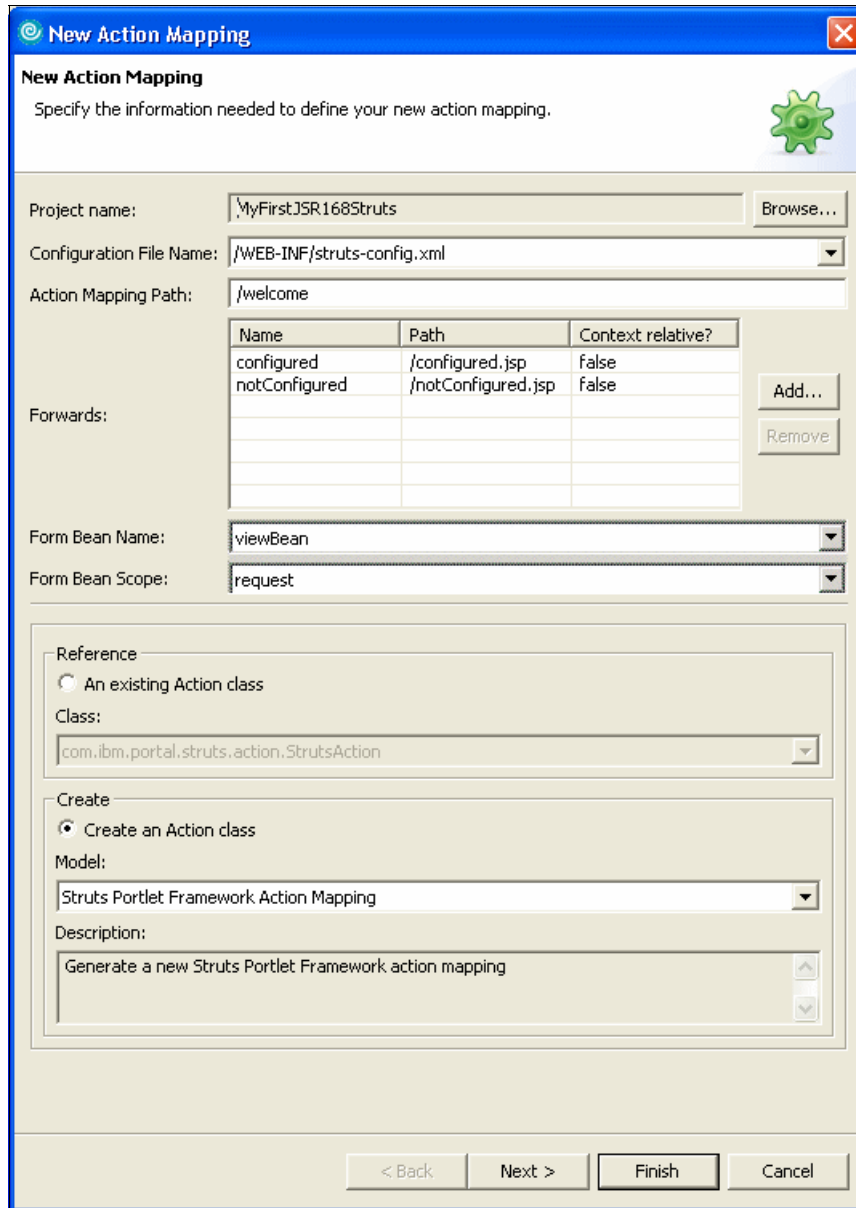 New Action Mapping
New Action Mapping
Specify the information needed to define your new action mapping.
Project name: MyFirstJSR168Struts Browse...
Configuration File Name: /WEB-INF/struts-config.xml
Action Mapping Path: /welcome
Name Path Context relative?
configured /configured.jsp false
notConfigured /notConfigured.jsp false
Add...
Forwards:
Remove
Form Bean Name: viewBean
Form Bean Scope: request
Reference
An existing Action class
Class:
com.ibm.portal.struts.action.StrutsAction
Create
Create an Action class
Model:
Struts Portlet Framework Action Mapping
Description:
Generate a new Struts Portlet Framework action mapping
< Back Next > Finish Cancel